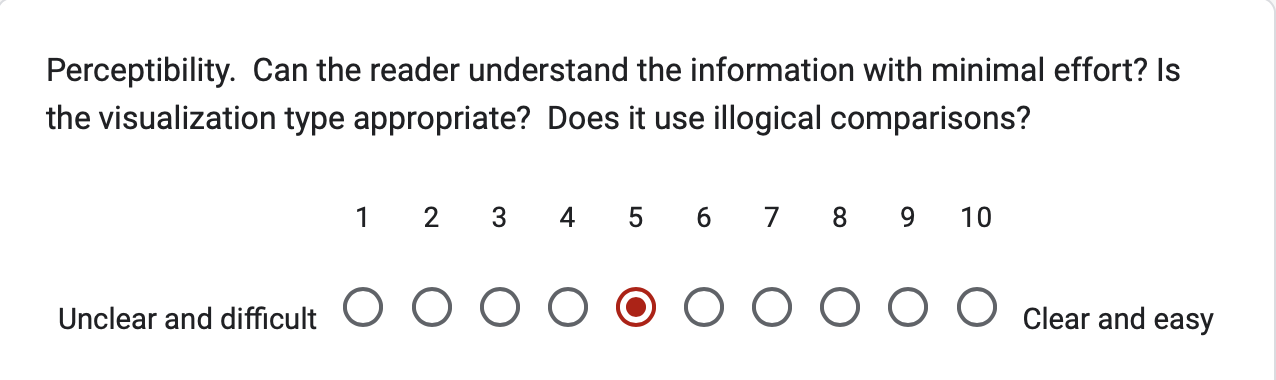 Perceptibility.  Can the reader understand the information with minimal effort? Is
the visualization type appropriate?  Does it use illogical comparisons?
1 2 3 4 5 6 7 8 9 10
Unclear and difficult
Clear and easy